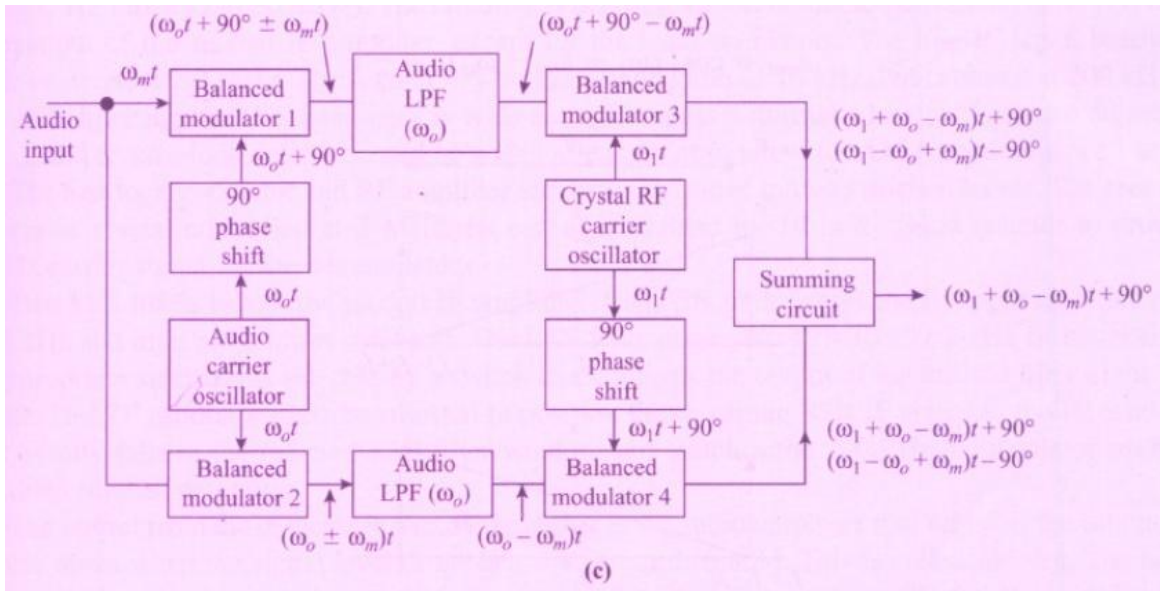 (ωₒt + 90° ± ωₘt)
(ωₒt + 90° − ωₘt)
ωₘt
Audio
input
Balanced
modulator 1
Audio
LPF
(ωₒ)
Balanced
modulator 3
(ω₁ + ωₒ − ωₘ)t + 90°
(ω₁ − ωₒ + ωₘ)t − 90°
ωₒt + 90°
ω₁t
90°
phase
shift
Crystal RF
carrier
oscillator
ωₒt
ω₁t
Summing
circuit
(ω₁ + ωₒ − ωₘ)t + 90°
Audio
carrier
oscillator
90°
phase
shift
ωₒt
ω₁t + 90°
(ω₁ + ωₒ − ωₘ)t + 90°
(ω₁ − ωₒ + ωₘ)t − 90°
Balanced
modulator 2
Audio
LPF (ωₒ)
Balanced
modulator 4
(ωₒ ± ωₘ)t
(ωₒ − ωₘ)t
(c)